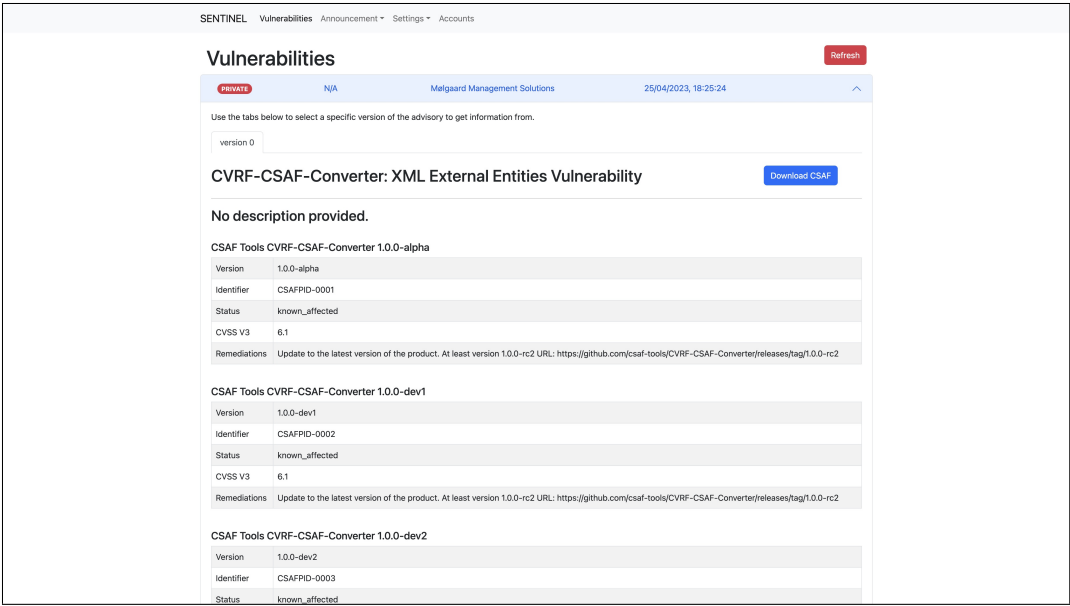 SENTINEL Vulnerabilities Announcement Settings Accounts
Vulnerabilities
Refresh
PRIVATE N/A Mølgaard Management Solutions 25/04/2023, 18:25:24
Use the tabs below to select a specific version of the advisory to get information from.
version 0
CVRF-CSAF-Converter: XML External Entities Vulnerability
Download CSAF
No description provided.
CSAF Tools CVRF-CSAF-Converter 1.0.0-alpha
Version 1.0.0-alpha
Identifier CSAFPID-0001
Status known_affected
CVSS V3 6.1
Remediations Update to the latest version of the product. At least version 1.0.0-rc2 URL: https://github.com/csaf-tools/CVRF-CSAF-Converter/releases/tag/1.0.0-rc2
CSAF Tools CVRF-CSAF-Converter 1.0.0-dev1
Version 1.0.0-dev1
Identifier CSAFPID-0002
Status known_affected
CVSS V3 6.1
Remediations Update to the latest version of the product. At least version 1.0.0-rc2 URL: https://github.com/csaf-tools/CVRF-CSAF-Converter/releases/tag/1.0.0-rc2
CSAF Tools CVRF-CSAF-Converter 1.0.0-dev2
Version 1.0.0-dev2
Identifier CSAFPID-0003
Status known_affected